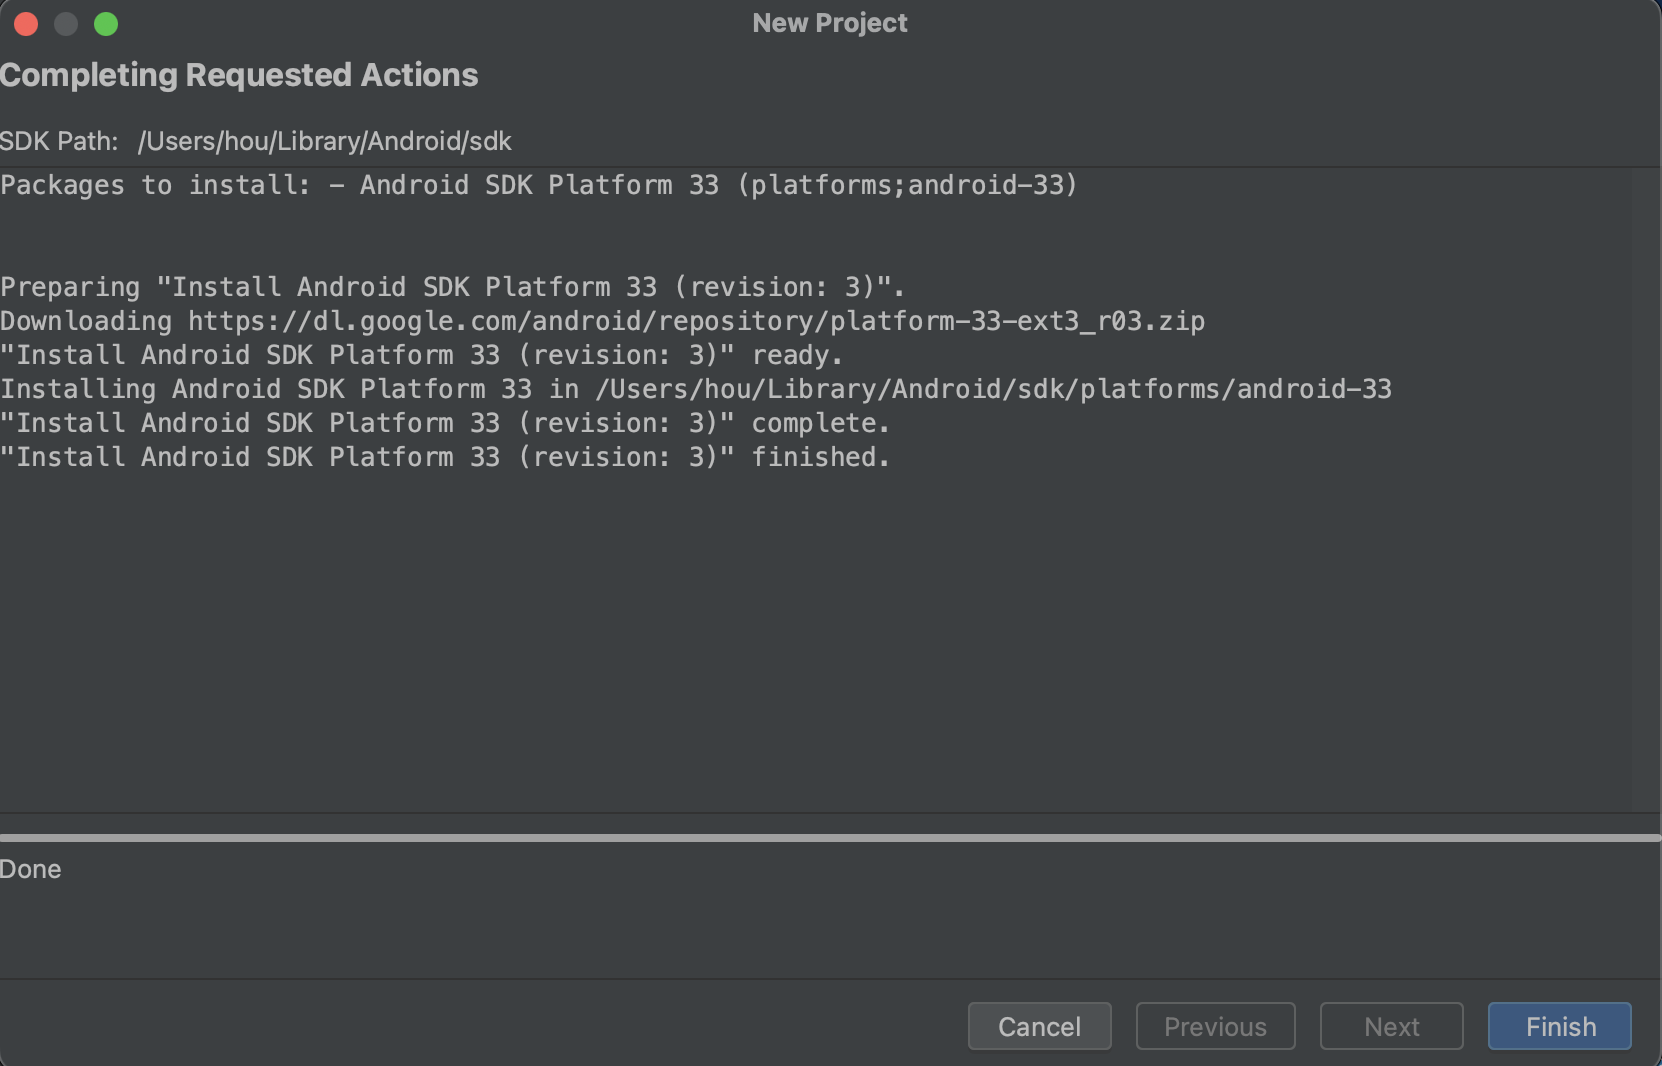 New Project
Completing Requested Actions
SDK Path: /Users/hou/Library/Android/sdk
Packages to install: - Android SDK Platform 33 (platforms;android-33)
Preparing "Install Android SDK Platform 33 (revision: 3)".
Downloading https://dl.google.com/android/repository/platform-33-ext3_r03.zip
"Install Android SDK Platform 33 (revision: 3)" ready.
Installing Android SDK Platform 33 in /Users/hou/Library/Android/sdk/platforms/android-33
"Install Android SDK Platform 33 (revision: 3)" complete.
"Install Android SDK Platform 33 (revision: 3)" finished.
Done
Cancel Previous Next Finish